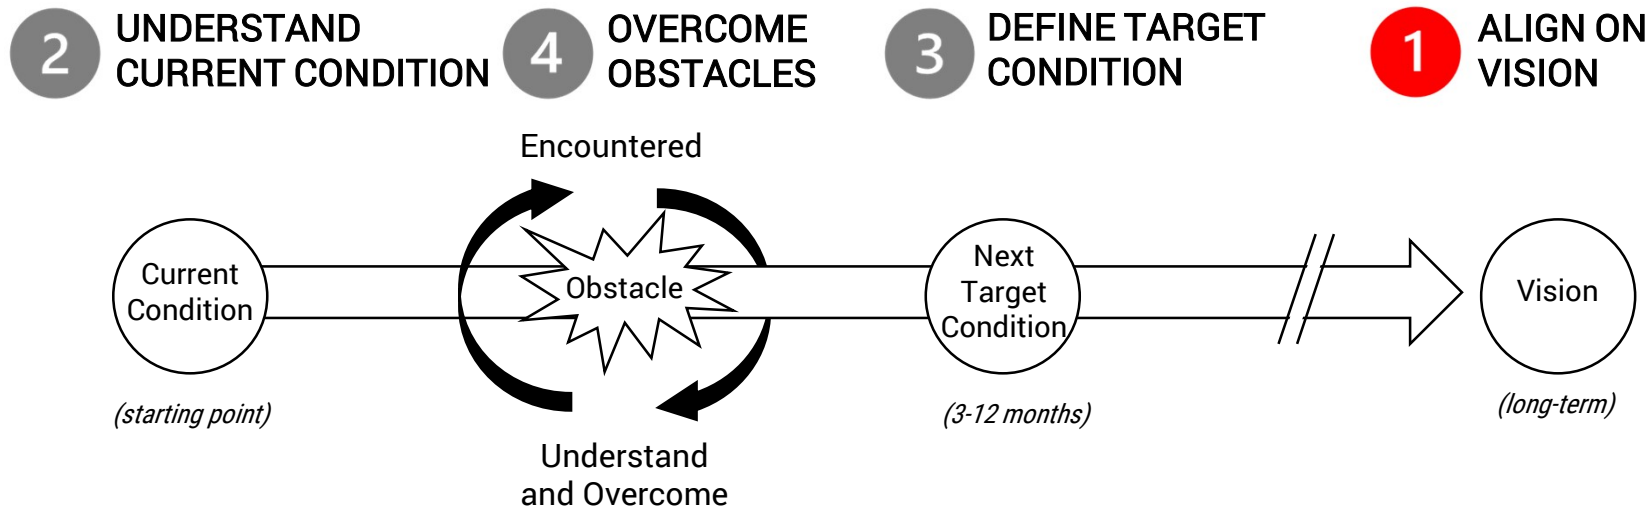 2
UNDERSTAND
CURRENT CONDITION
4
OVERCOME
OBSTACLES
3
DEFINE TARGET
CONDITION
1
ALIGN ON
VISION
Encountered
Current
Condition
Obstacle
Next
Target
Condition
Vision
(starting point)
(3-12 months)
(long-term)
Understand
and Overcome